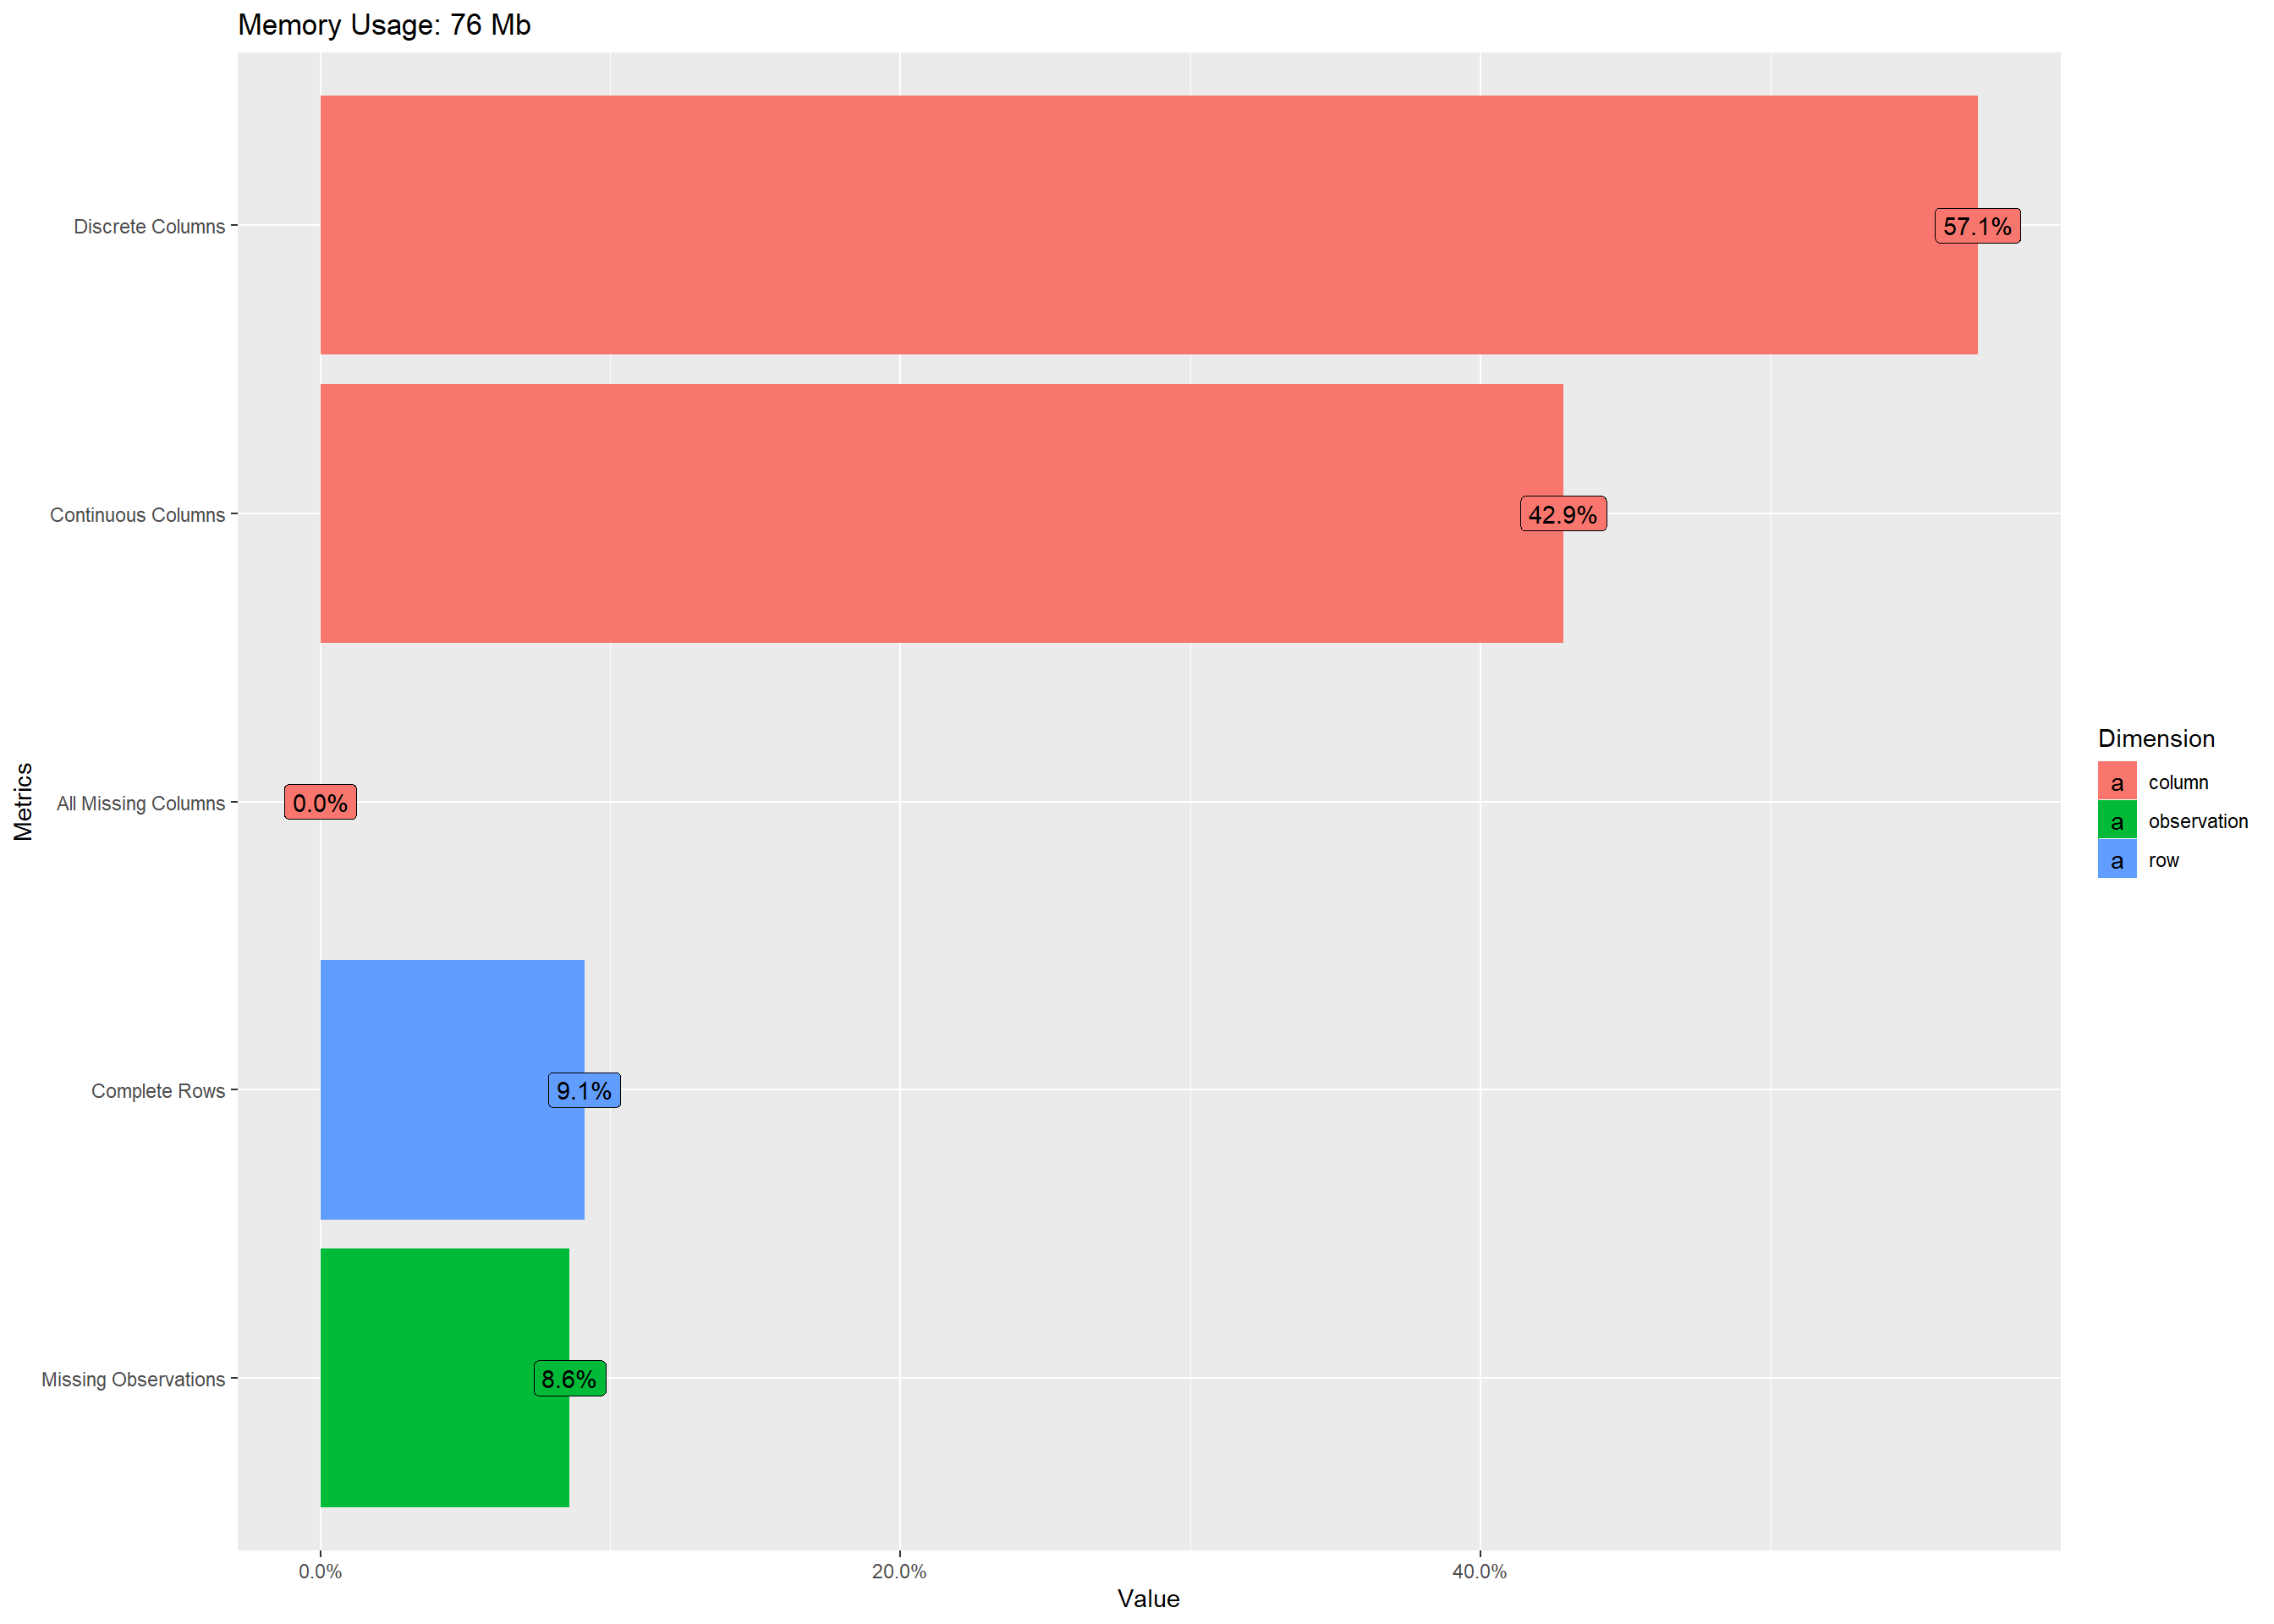 Memory Usage: 76 Mb
Discrete Columns
57.1%
Continuous Columns
42.9%
All Missing Columns
0.0%
Complete Rows
9.1%
Missing Observations
8.6%
Metrics
0.0%
20.0%
40.0%
Value
Dimension
a column
a observation
a row